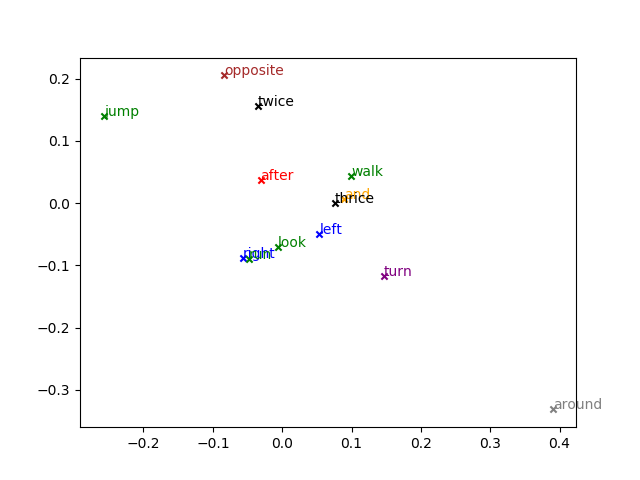 0.2
0.1
0.0
−0.1
−0.2
−0.3
−0.2
−0.1
0.0
0.1
0.2
0.3
0.4
opposite
twice
jump
after
walk
and
thrice
left
look
right
run
turn
around